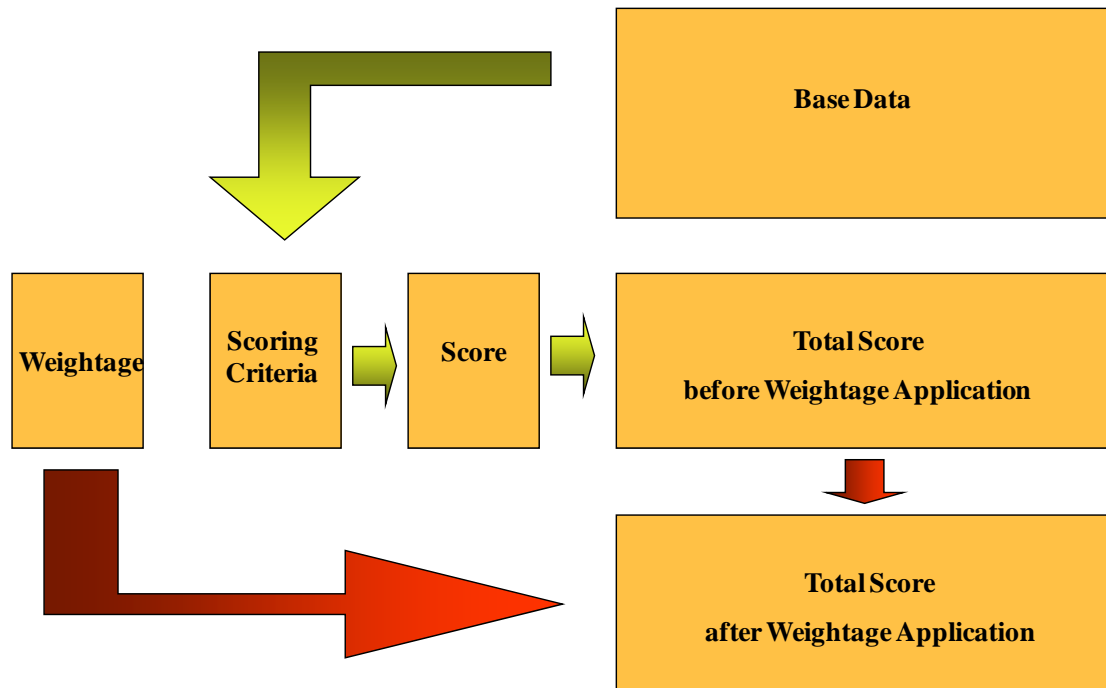 Base Data
Weightage
Scoring
Criteria
Score
Total Score
before Weightage Application
Total Score
after Weightage Application